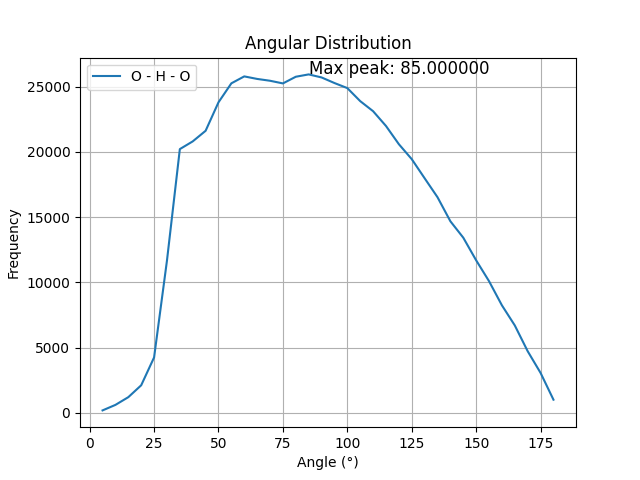 Angular Distribution
Max peak: 85.000000
O - H - O
25000
20000
15000
10000
5000
0
Frequency
0 25 50 75 100 125 150 175
Angle (°)